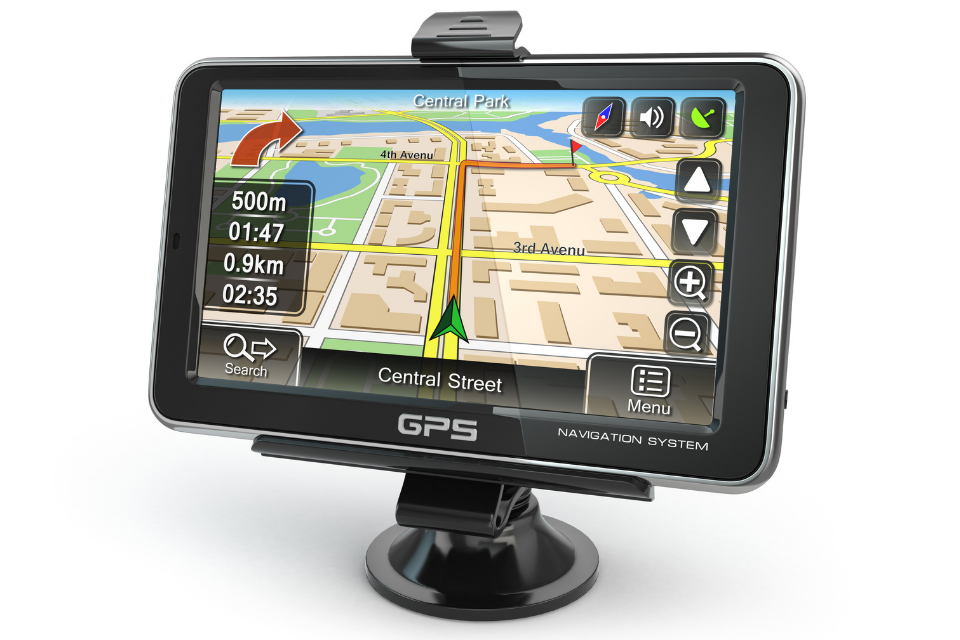 Central Park
4th Avenu
500m
01:47
0.9km
02:35
3rd Avenu
Search
Central Street
Menu
GPS
NAVIGATION SYSTEM